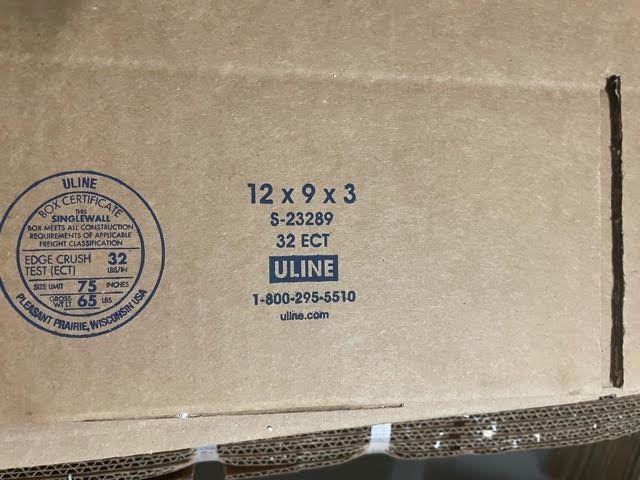 ULINE
BOX CERTIFICATE
THIS
SINGLEWALL
BOX MEETS ALL CONSTRUCTION
REQUIREMENTS OF APPLICABLE
FREIGHT CLASSIFICATION
EDGE CRUSH 32
TEST (ECT) LBS/IN
SIZE LIMIT 75 INCHES
GROSS
WT LT 65 LBS
PLEASANT PRAIRIE, WISCONSIN USA
12 x 9 x 3
S-23289
32 ECT
ULINE
1-800-295-5510
uline.com